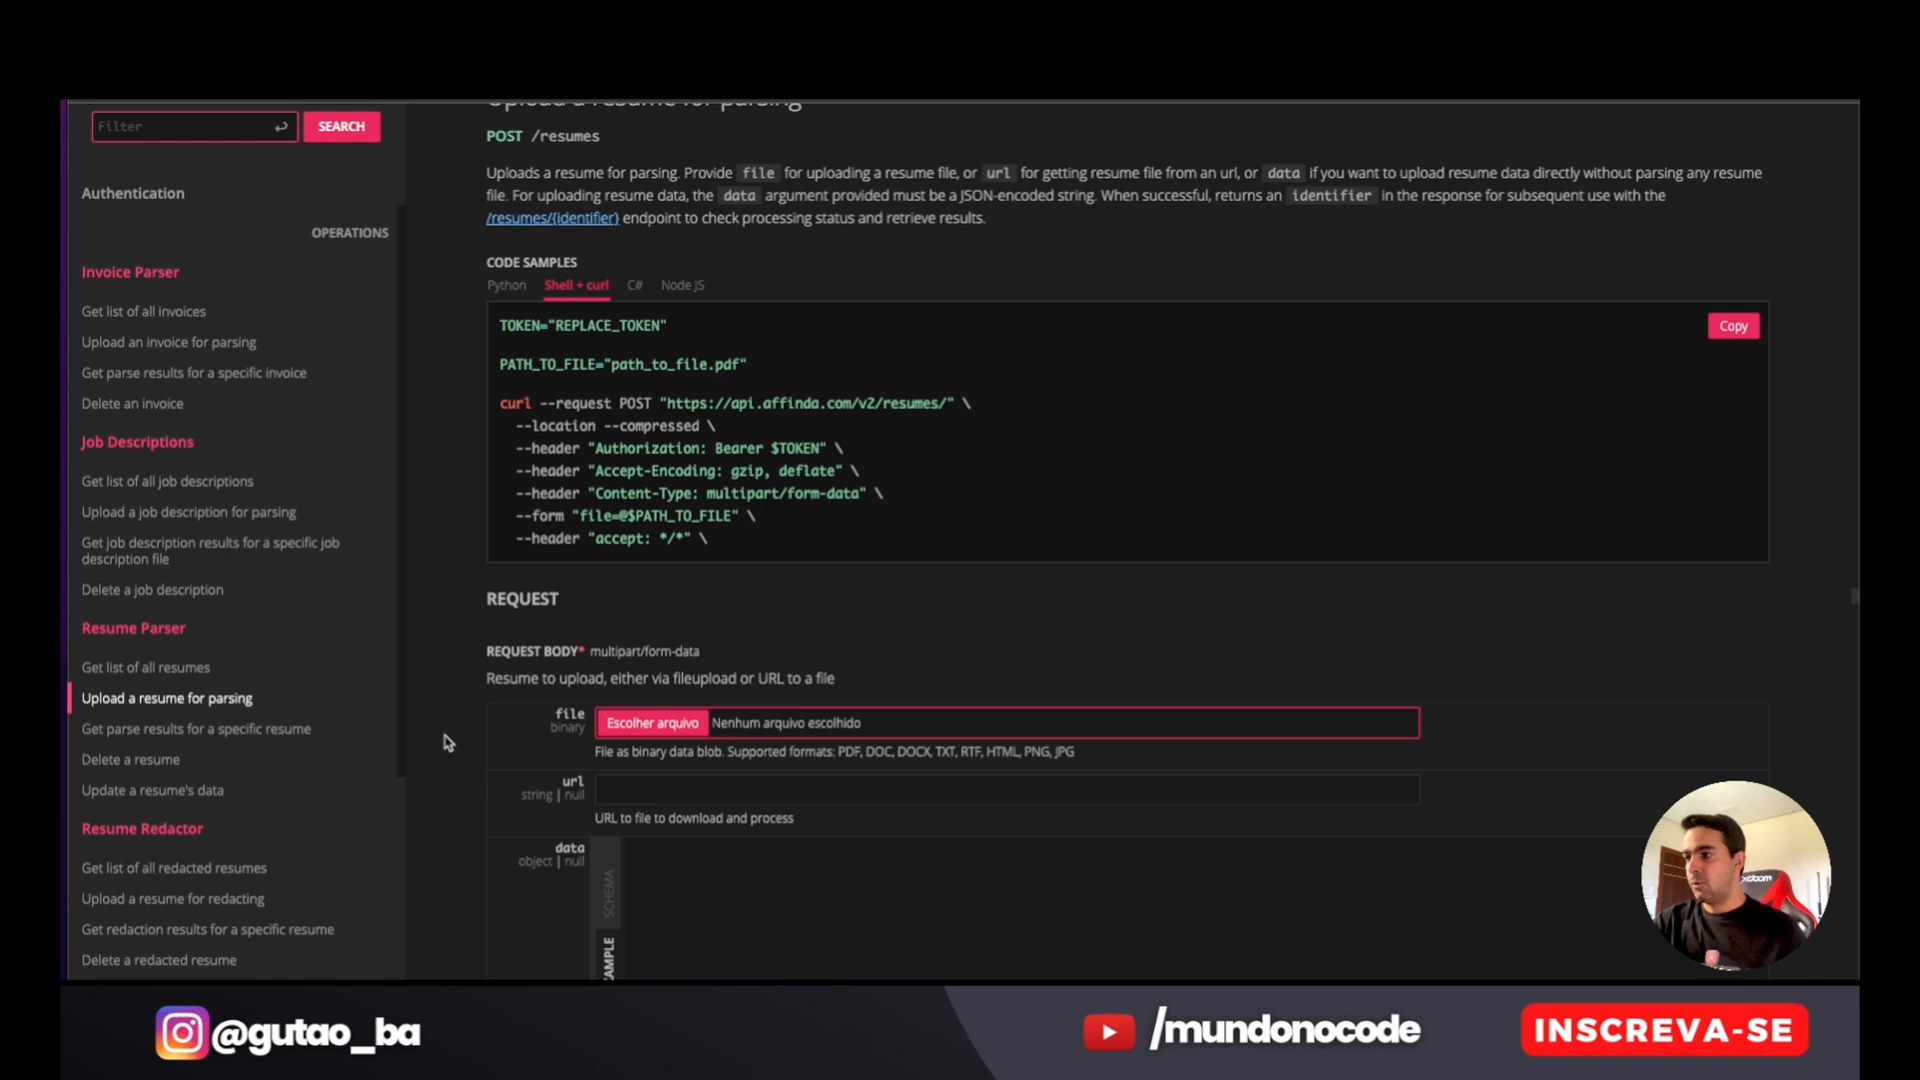 Filter
SEARCH
Authentication
OPERATIONS
Invoice Parser
Get list of all invoices
Upload an invoice for parsing
Get parse results for a specific invoice
Delete an invoice
Job Descriptions
Get list of all job descriptions
Upload a job description for parsing
Get job description results for a specific job
description file
Delete a job description
Resume Parser
Get list of all resumes
Upload a resume for parsing
Get parse results for a specific resume
Delete a resume
Update a resume's data
Resume Redactor
Get list of all redacted resumes
Upload a resume for redacting
Get redaction results for a specific resume
Delete a redacted resume
Upload a resume for parsing
POST /resumes
Uploads a resume for parsing. Provide file for uploading a resume file, or url for getting resume file from an url, or data if you want to upload resume data directly without parsing any resume
file. For uploading resume data, the data argument provided must be a JSON-encoded string. When successful, returns an identifier in the response for subsequent use with the
/resumes/{identifier} endpoint to check processing status and retrieve results.
CODE SAMPLES
Python Shell + curl C# Node JS
Copy
TOKEN="REPLACE_TOKEN"
PATH_TO_FILE="path_to_file.pdf"
curl --request POST "https://api.affinda.com/v2/resumes/" \
--location --compressed \
--header "Authorization: Bearer $TOKEN" \
--header "Accept-Encoding: gzip, deflate" \
--header "Content-Type: multipart/form-data" \
--form "file=@$PATH_TO_FILE" \
--header "accept: */*" \
REQUEST
REQUEST BODY* multipart/form-data
Resume to upload, either via fileupload or URL to a file
file
binary
Escolher arquivo Nenhum arquivo escolhido
File as binary data blob. Supported formats: PDF, DOC, DOCX, TXT, RTF, HTML, PNG, JPG
url
string | null
URL to file to download and process
data
object | null
SCHEMA
AMPLE
@gutao_ba
/mundonocode
INSCREVA-SE